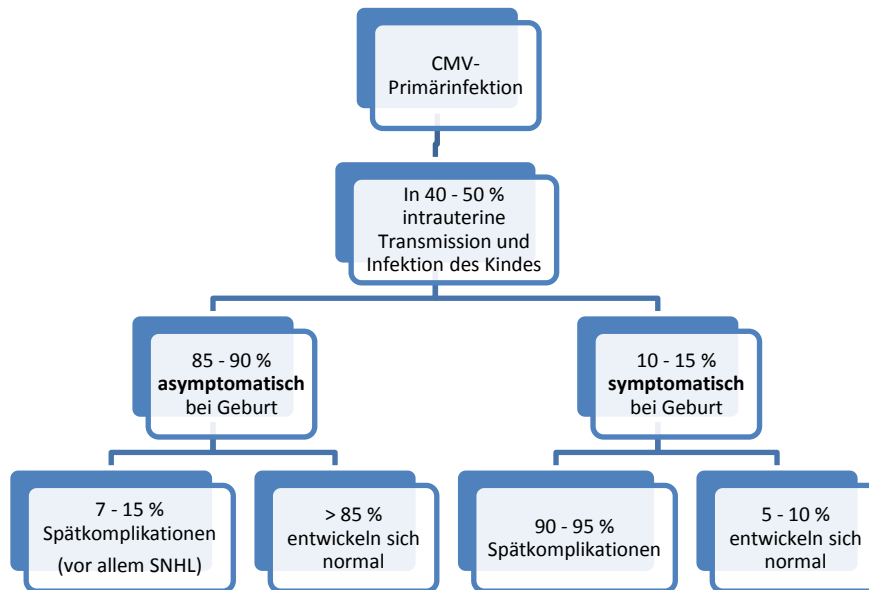 CMV-
Primärinfektion
In 40 - 50 %
intrauterine
Transmission und
Infektion des Kindes
85 - 90 %
asymptomatisch
bei Geburt
10 - 15 %
symptomatisch
bei Geburt
7 - 15 %
Spätkomplikationen
(vor allem SNHL)
> 85 %
entwickeln sich
normal
90 - 95 %
Spätkomplikationen
5 - 10 %
entwickeln sich
normal